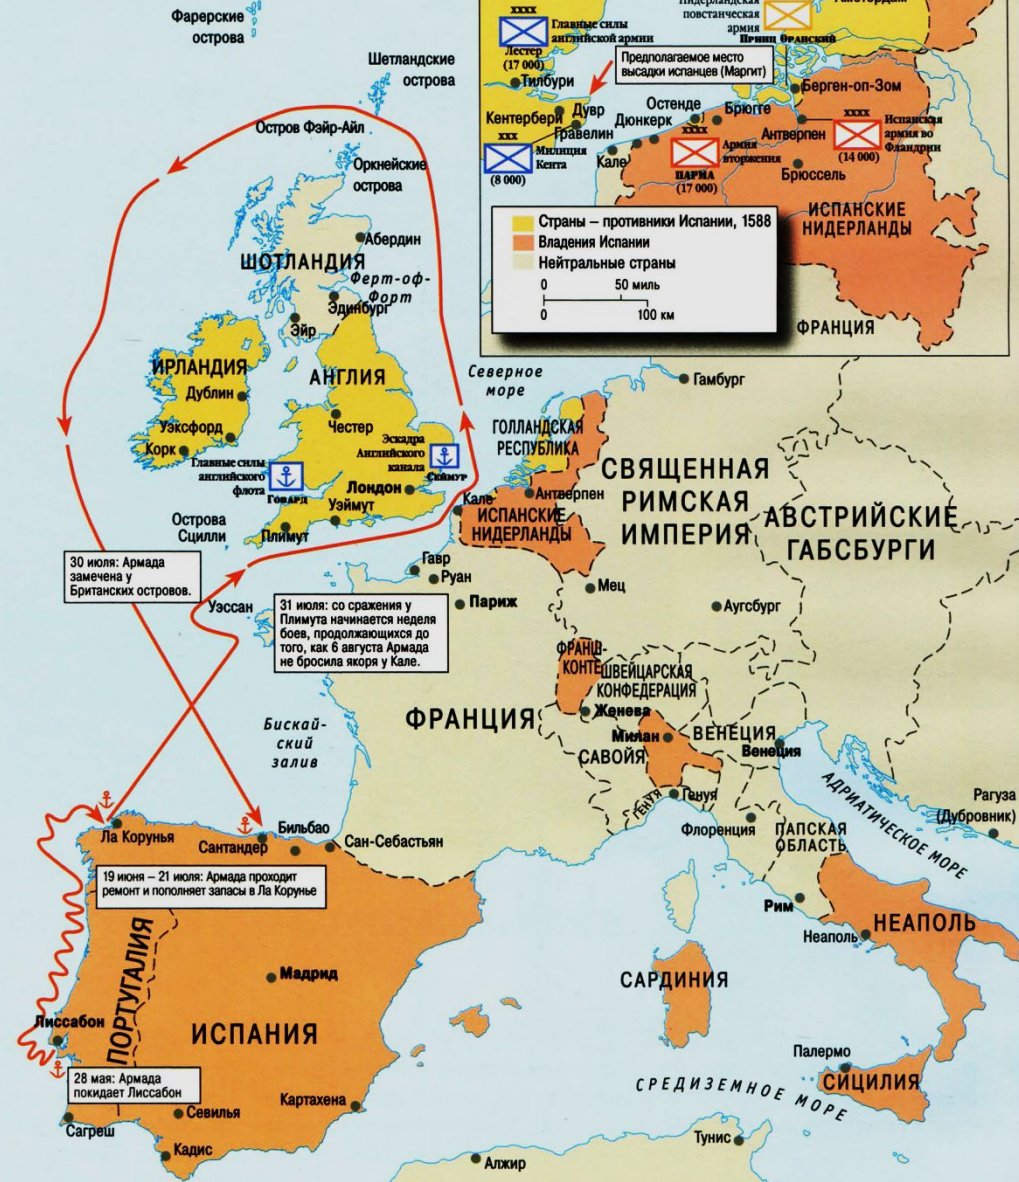 Фарерские
острова
Шетландские
острова
Остров Фэйр-Айл
Оркнейские
острова
Абердин
ШОТЛАНДИЯ
Ферт-оф-
Форт
Эдинбург
Эйр
ИРЛАНДИЯ
Дублин
АНГЛИЯ
Уэксфорд
Честер
Корк
Эскадра
Английского
канала
Сеймур
Главные силы
английского
флота
Говард
Лондон
Уэймут
Острова
Сцилли
Плимут
Северное
море
Гамбург
ГОЛЛАНДСКАЯ
РЕСПУБЛИКА
Антверпен
Кале
ИСПАНСКИЕ
НИДЕРЛАНДЫ
СВЯЩЕННАЯ
РИМСКАЯ
ИМПЕРИЯ
АВСТРИЙСКИЕ
ГАБСБУРГИ
30 июля: Армада
замечена у
Британских островов.
Гавр
Руан
Париж
Мец
Аугсбург
Уэссан
31 июля: со сражения у
Плимута начинается неделя
боев, продолжающихся до
того, как 6 августа Армада
не бросила якоря у Кале.
ФРАНШ-
КОНТЕ
ШВЕЙЦАРСКАЯ
КОНФЕДЕРАЦИЯ
Женева
ФРАНЦИЯ
Милан
ВЕНЕЦИЯ
Венеция
САВОЙЯ
Бискай-
ский
залив
ГЕНУЯ
Генуя
Флоренция
ПАПСКАЯ
ОБЛАСТЬ
АДРИАТИЧЕСКОЕ МОРЕ
Рагуза
(Дубровник)
Ла Корунья
Сантандер
Бильбао
Сан-Себастьян
19 июня – 21 июля: Армада проходит
ремонт и пополняет запасы в Ла Корунье
Рим
Неаполь
НЕАПОЛЬ
ПОРТУГАЛИЯ
Мадрид
САРДИНИЯ
Лиссабон
ИСПАНИЯ
28 мая: Армада
покидает Лиссабон
Палермо
СИЦИЛИЯ
СРЕДИЗЕМНОЕ МОРЕ
Сагреш
Севилья
Картахена
Кадис
Тунис
Алжир
xxxx
Главные силы
английской армии
Лестер
(17 000)
повстанческая
армия
Принц Оранский
Предполагаемое место
высадки испанцев (Маргит)
Тилбури
Берген-оп-Зом
Кентербери
Дувр
Остенде
Брюгге
Дюнкерк
Гравелин
Антверпен
xxxx
Испанская
армия во
Фландрии
(14 000)
xxx
Милиция
Кента
(8 000)
Кале
xxxx
Армия
вторжения
ПАРМА
(17 000)
Брюссель
ИСПАНСКИЕ
НИДЕРЛАНДЫ
ФРАНЦИЯ
Страны – противники Испании, 1588
Владения Испании
Нейтральные страны
0 50 миль
0 100 км